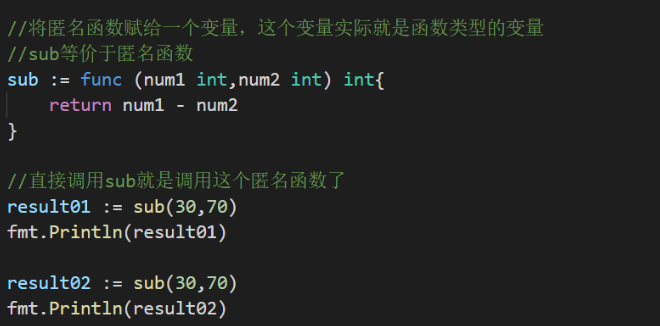 //将匿名函数赋给一个变量，这个变量实际就是函数类型的变量
//sub等价于匿名函数
sub := func (num1 int,num2 int) int{
    return num1 - num2
}
//直接调用sub就是调用这个匿名函数了
result01 := sub(30,70)
fmt.Println(result01)
result02 := sub(30,70)
fmt.Println(result02)